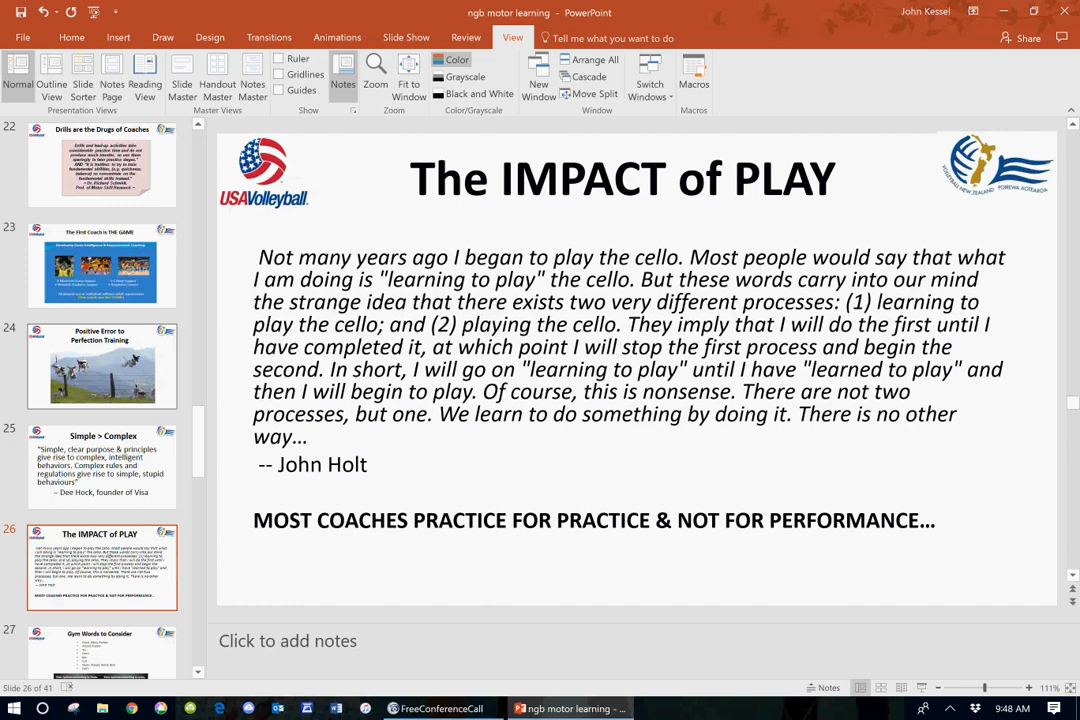 ngb motor learning - PowerPoint
John Kessel
File
Home
Insert
Draw
Design
Transitions
Animations
Slide Show
Review
View
Tell me what you want to do
Share
Normal
Outline View
Slide Sorter
Notes Page
Reading View
Presentation Views
Slide Master
Handout Master
Notes Master
Master Views
Ruler
Gridlines
Guides
Show
Notes
Zoom
Fit to Window
Zoom
Color
Grayscale
Black and White
Color/Grayscale
New Window
Arrange All
Cascade
Move Split
Window
Switch Windows
Macros
Macros
22
Drills are the Drugs of Coaches
23
The First Coach is THE GAME
24
Positive Error to
Perfection Training
25
Simple > Complex
"Simple, clear purpose & principles
give rise to complex, intelligent
behaviors. Complex rules and
regulations give rise to simple, stupid
behaviours"
– Dee Hock, founder of Visa
26
The IMPACT of PLAY
27
Gym Words to Consider
USAVolleyball.
The IMPACT of PLAY
VOLLEYBALL NEW ZEALAND POIREWA AOTEAROA
Not many years ago I began to play the cello. Most people would say that what
I am doing is "learning to play" the cello. But these words carry into our mind
the strange idea that there exists two very different processes: (1) learning to
play the cello; and (2) playing the cello. They imply that I will do the first until I
have completed it, at which point I will stop the first process and begin the
second. In short, I will go on "learning to play" until I have "learned to play" and
then I will begin to play. Of course, this is nonsense. There are not two
processes, but one. We learn to do something by doing it. There is no other
way…
-- John Holt
MOST COACHES PRACTICE FOR PRACTICE & NOT FOR PERFORMANCE…
Click to add notes
Slide 26 of 41
Notes
111%
FreeConferenceCall
ngb motor learning - ...
9:48 AM